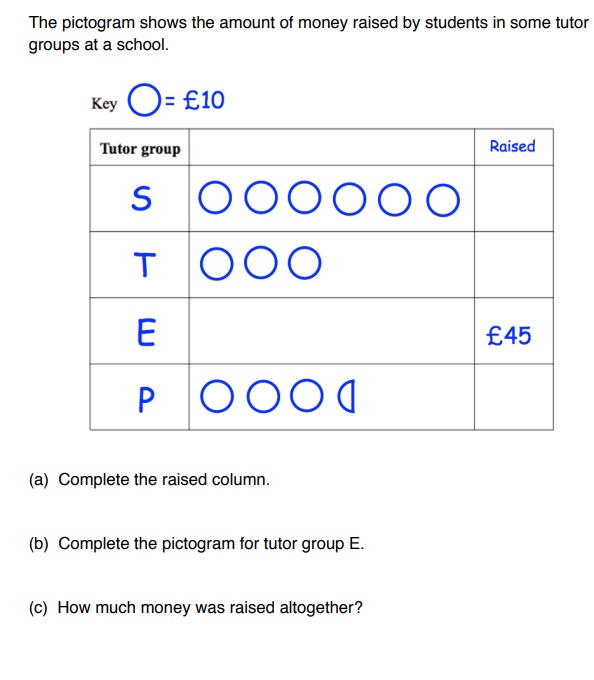 The pictogram shows the amount of money raised by students in some tutor
groups at a school.
Key = £10
Tutor group Raised
S
T
E £45
P
(a) Complete the raised column.
(b) Complete the pictogram for tutor group E.
(c) How much money was raised altogether?